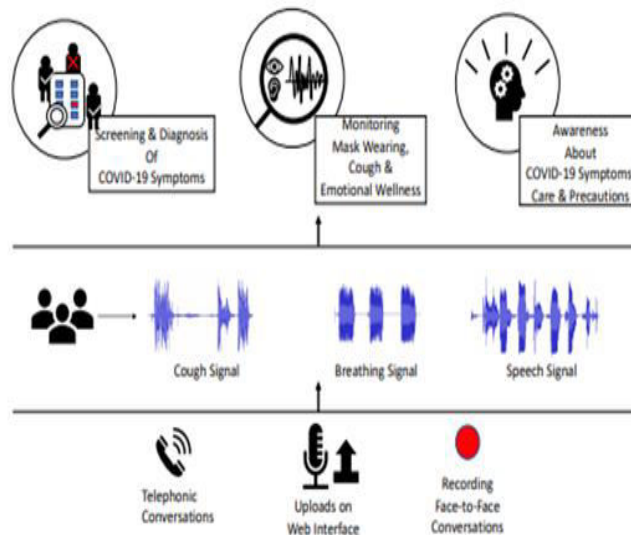 Screening & Diagnosis
Of
COVID-19 Symptoms
Monitoring
Mask Wearing,
Cough &
Emotional Wellness
Awareness
About
COVID-19 Symptoms
Care & Precautions
Cough Signal
Breathing Signal
Speech Signal
Telephonic
Conversations
Uploads on
Web Interface
Recording
Face-to-Face
Conversations